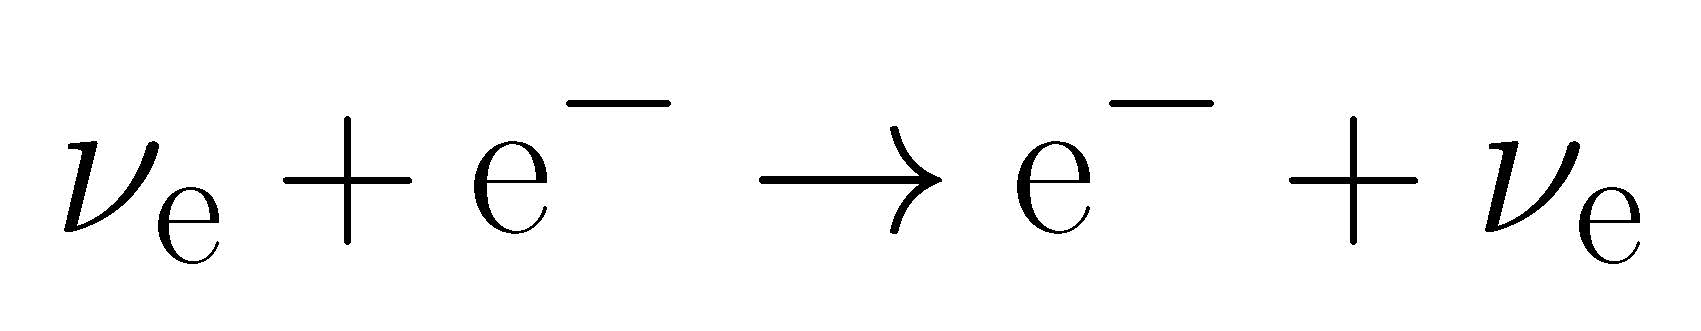 νₑ + e⁻ → e⁻ + νₑ